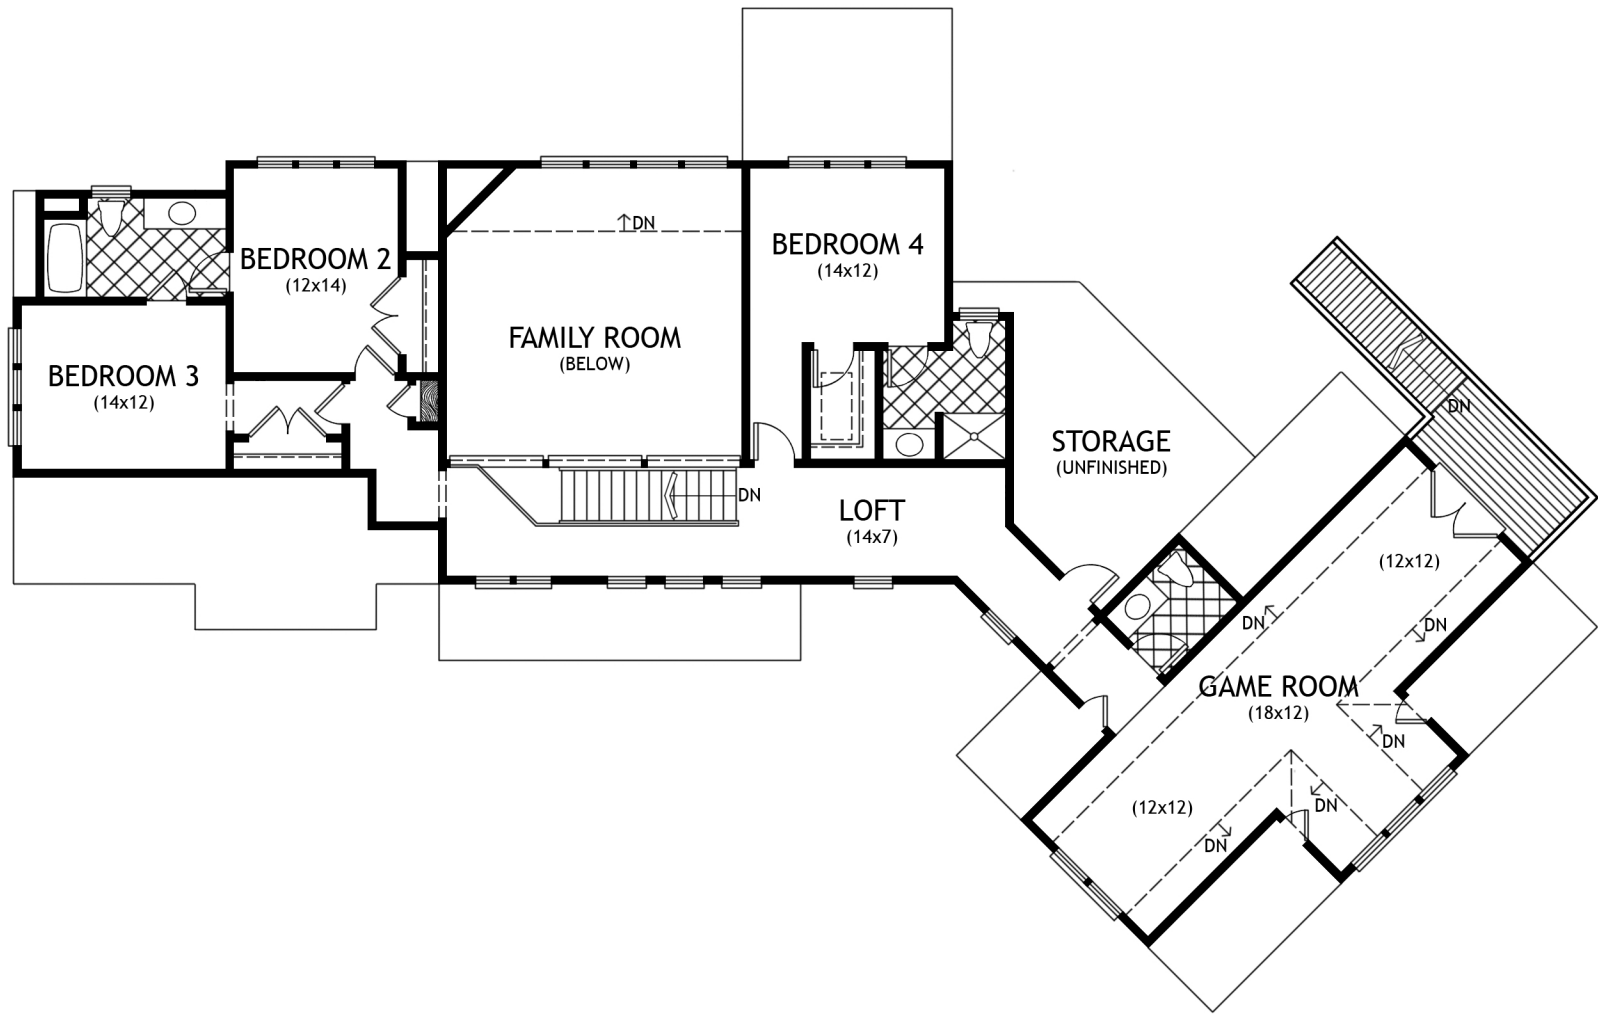 DN
BEDROOM 2
(12x14)
BEDROOM 4
(14x12)
FAMILY ROOM
(BELOW)
BEDROOM 3
(14x12)
DN
STORAGE
(UNFINISHED)
DN
LOFT
(14x7)
(12x12)
DN
DN
GAME ROOM
(18x12)
DN
(12x12)
DN
DN